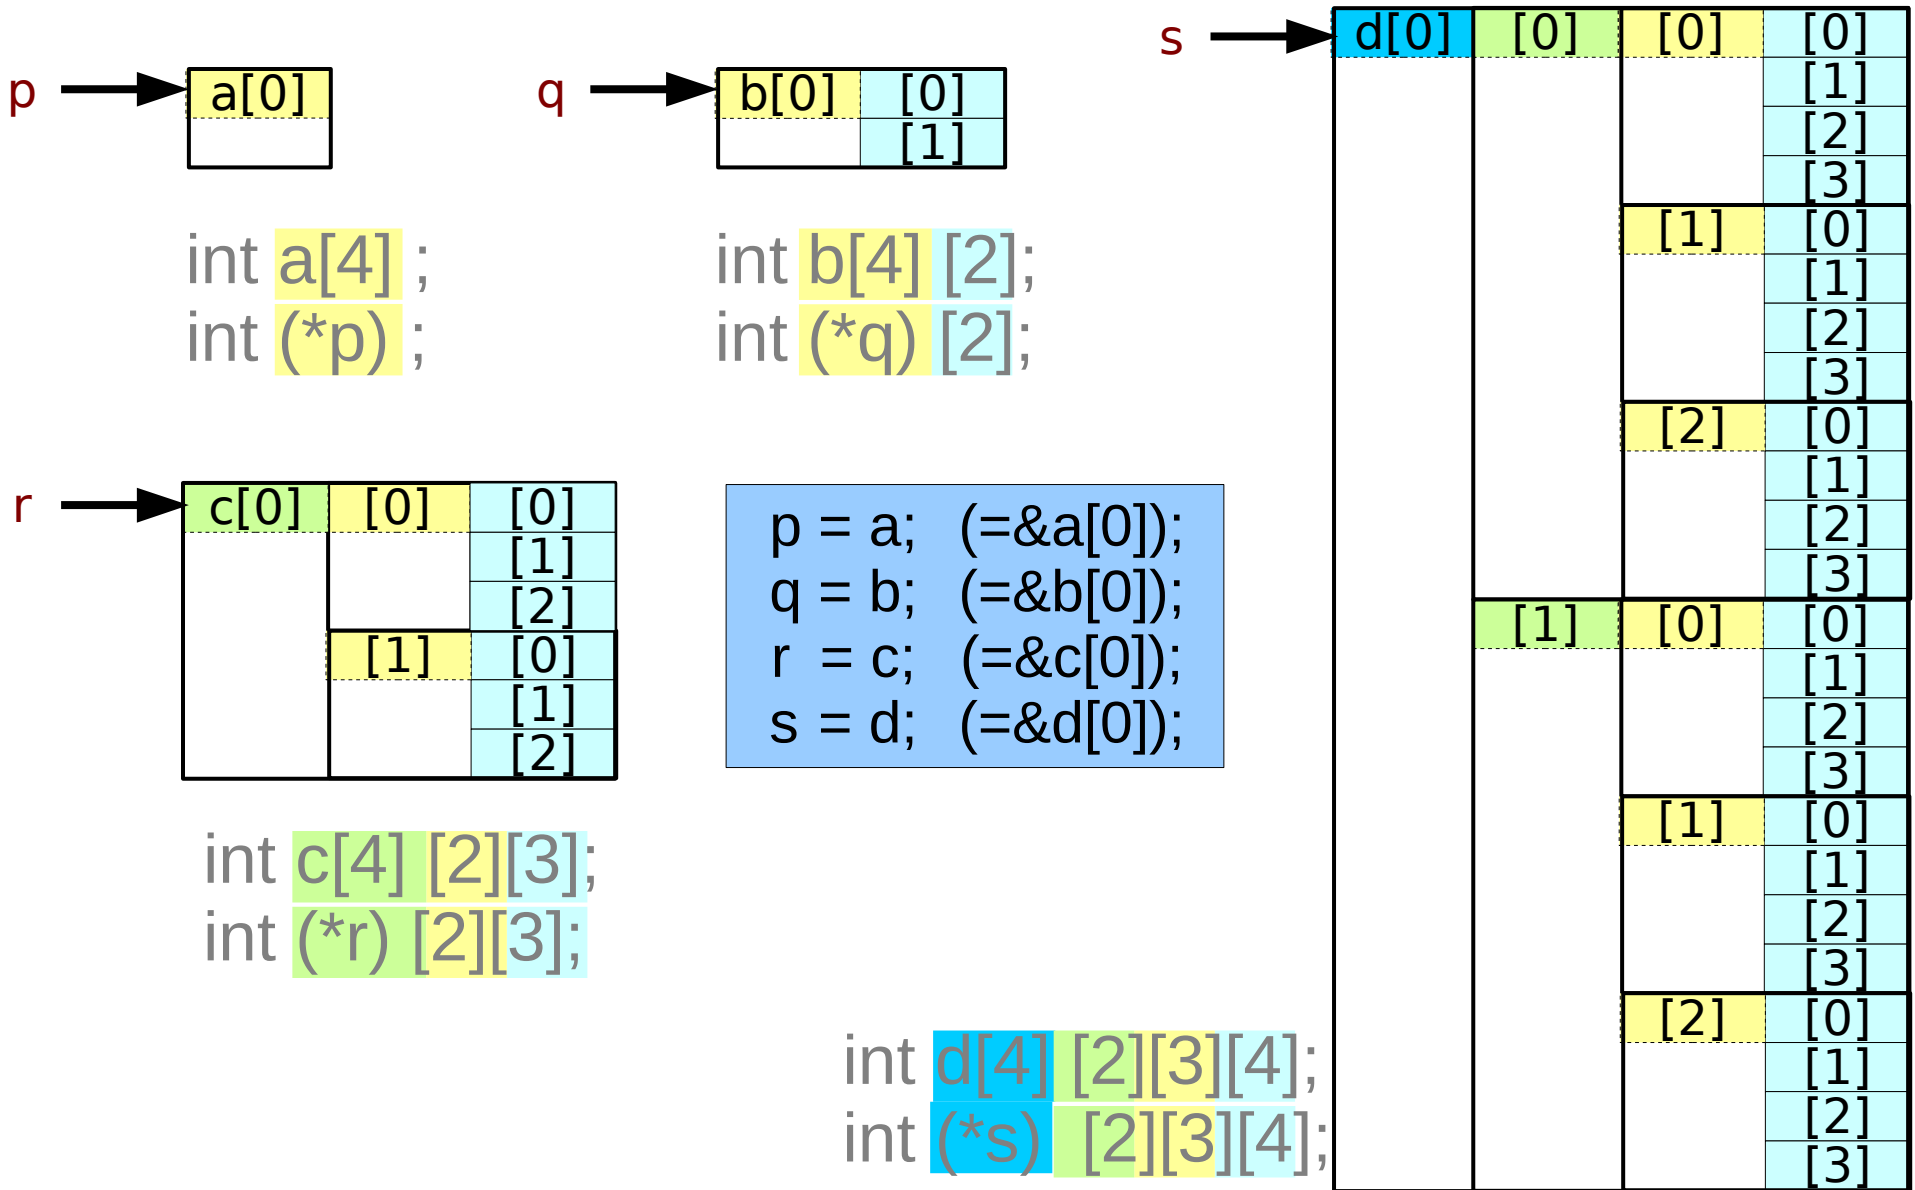 p a[0]
int a[4] ;
int (*p) ;
q b[0] [0]
[1]
int b[4] [2];
int (*q) [2];
r c[0] [0] [0]
[1]
[2]
[1] [0]
[1]
[2]
int c[4] [2][3];
int (*r) [2][3];
p = a; (=&a[0]);
q = b; (=&b[0]);
r = c; (=&c[0]);
s = d; (=&d[0]);
int d[4] [2][3][4];
int (*s) [2][3][4];
s d[0] [0] [0] [0]
[1]
[2]
[3]
[1] [0]
[1]
[2]
[3]
[2] [0]
[1]
[2]
[3]
[1] [0] [0]
[1]
[2]
[3]
[1] [0]
[1]
[2]
[3]
[2] [0]
[1]
[2]
[3]